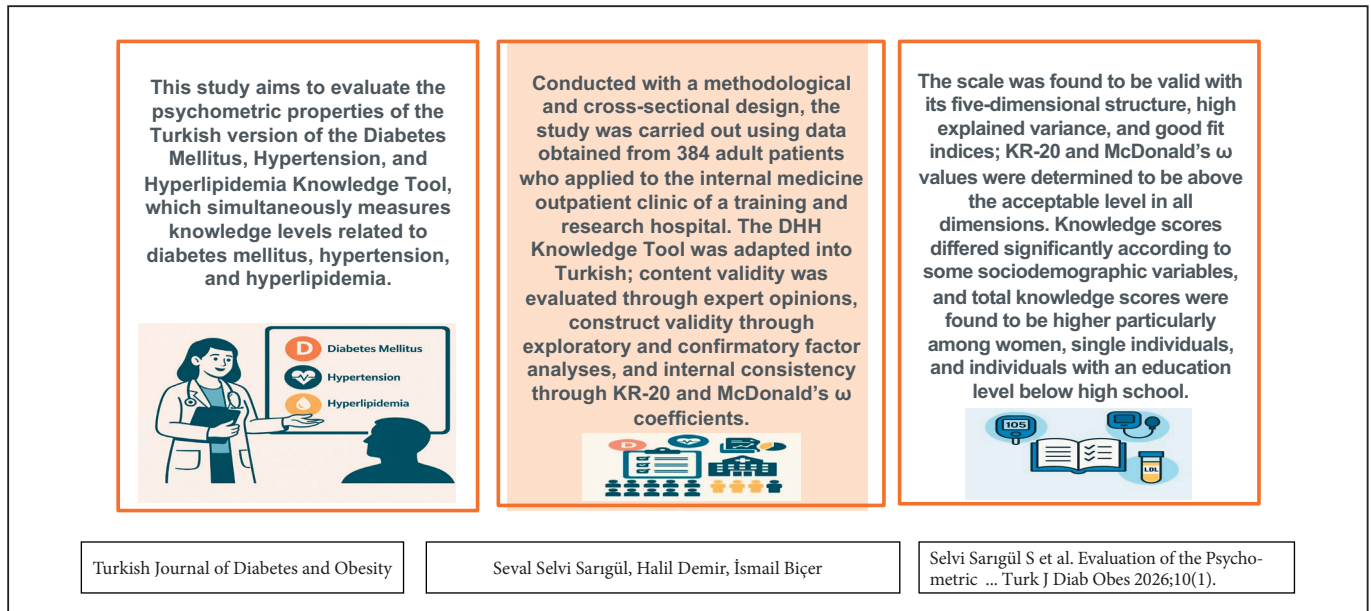 This study aims to evaluate the
psychometric properties of the
Turkish version of the Diabetes
Mellitus, Hypertension, and
Hyperlipidemia Knowledge Tool,
which simultaneously measures
knowledge levels related to
diabetes mellitus, hypertension,
and hyperlipidemia.
D Diabetes Mellitus
Hypertension
Hyperlipidemia
Conducted with a methodological
and cross-sectional design, the
study was carried out using data
obtained from 384 adult patients
who applied to the internal medicine
outpatient clinic of a training and
research hospital. The DHH
Knowledge Tool was adapted into
Turkish; content validity was
evaluated through expert opinions,
construct validity through
exploratory and confirmatory factor
analyses, and internal consistency
through KR-20 and McDonald's ω
coefficients.
D
The scale was found to be valid with
its five-dimensional structure, high
explained variance, and good fit
indices; KR-20 and McDonald's ω
values were determined to be above
the acceptable level in all
dimensions. Knowledge scores
differed significantly according to
some sociodemographic variables,
and total knowledge scores were
found to be higher particularly
among women, single individuals,
and individuals with an education
level below high school.
105
LDL
Turkish Journal of Diabetes and Obesity
Seval Selvi Sarıgül, Halil Demir, İsmail Biçer
Selvi Sarıgül S et al. Evaluation of the Psycho-
metric ... Turk J Diab Obes 2026;10(1).